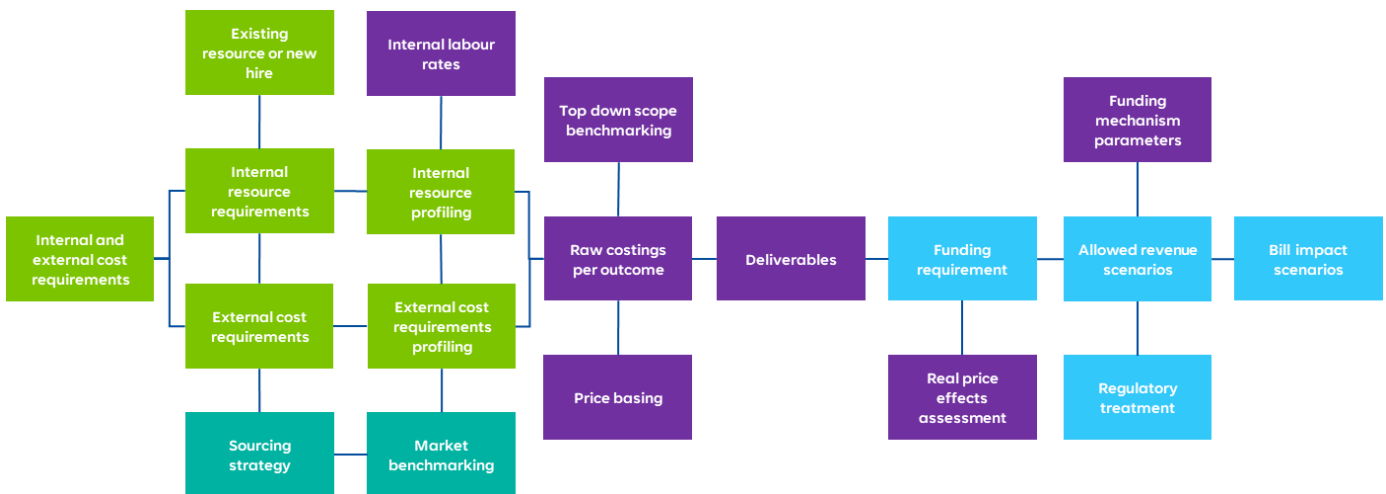 Existing
resource or new
hire
Internal labour
rates
Top down scope
benchmarking
Funding
mechanism
parameters
Internal
resource
requirements
Internal
resource
profiling
Internal and
external cost
requirements
Raw costings
per outcome
Deliverables
Funding
requirement
Allowed revenue
scenarios
Bill impact
scenarios
External cost
requirements
External cost
requirements
profiling
Price basing
Real price
effects
assessment
Regulatory
treatment
Sourcing
strategy
Market
benchmarking